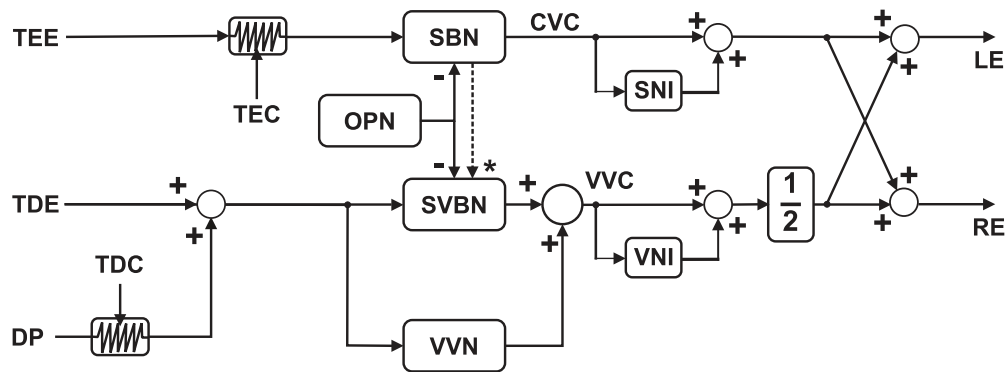 TEE
TEC
SBN
CVC
SNI
LE
OPN
-
-
*
TDE
TDC
DP
SVBN
VVC
VNI
VVN
1
2
RE
+
+
+
+
+
+
+
+
+
+
+
+